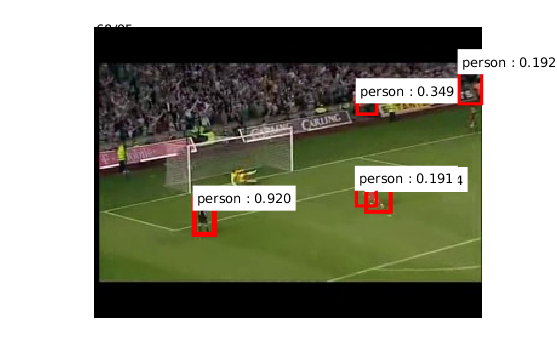 person : 0.192
person : 0.349
CARLING
CARLING
person : 0.191
person : 0.920